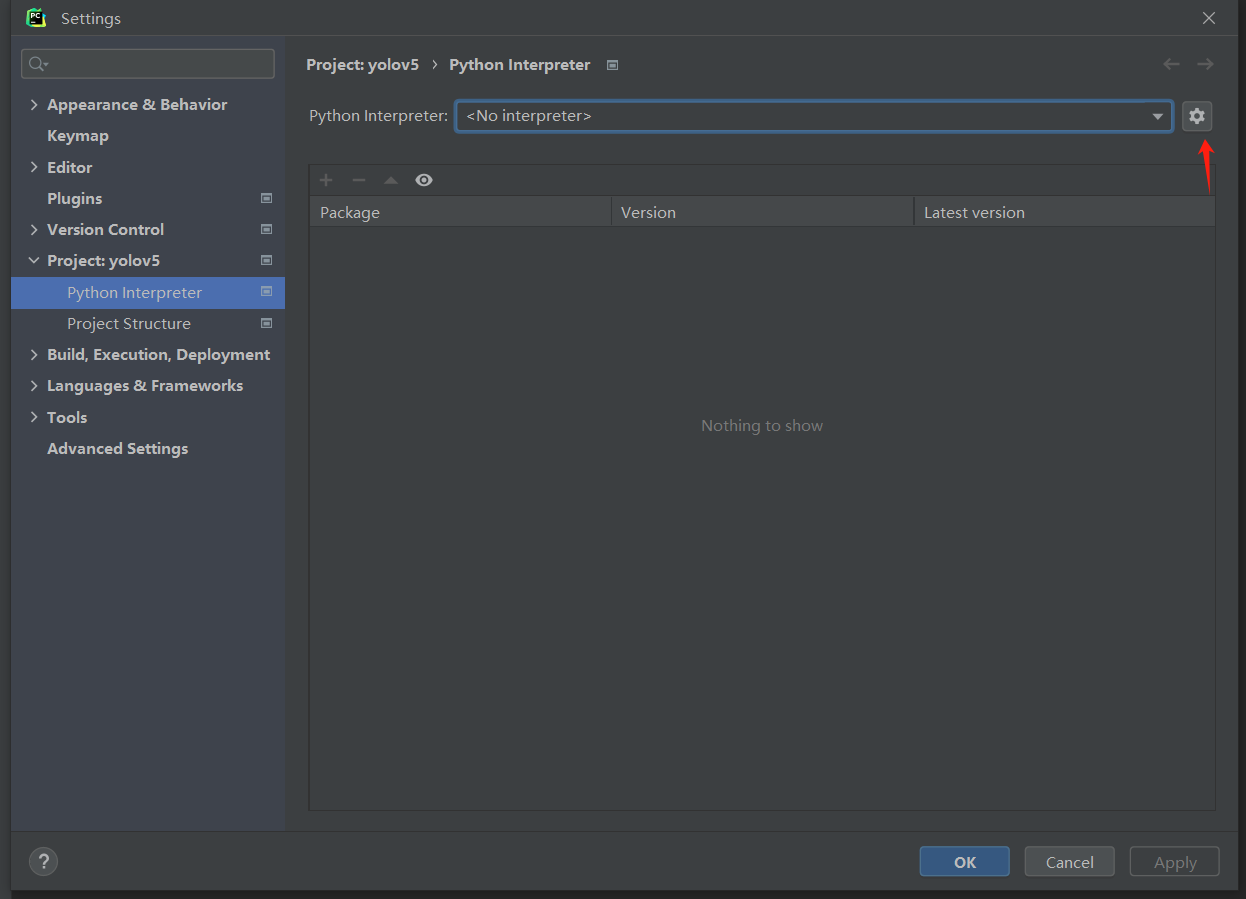 PC
Settings
Project: yolov5 › Python Interpreter
Appearance & Behavior
Keymap
Editor
Plugins
Version Control
Project: yolov5
Python Interpreter
Project Structure
Build, Execution, Deployment
Languages & Frameworks
Tools
Advanced Settings
Python Interpreter: <No interpreter>
Package Version Latest version
Nothing to show
? OK Cancel Apply